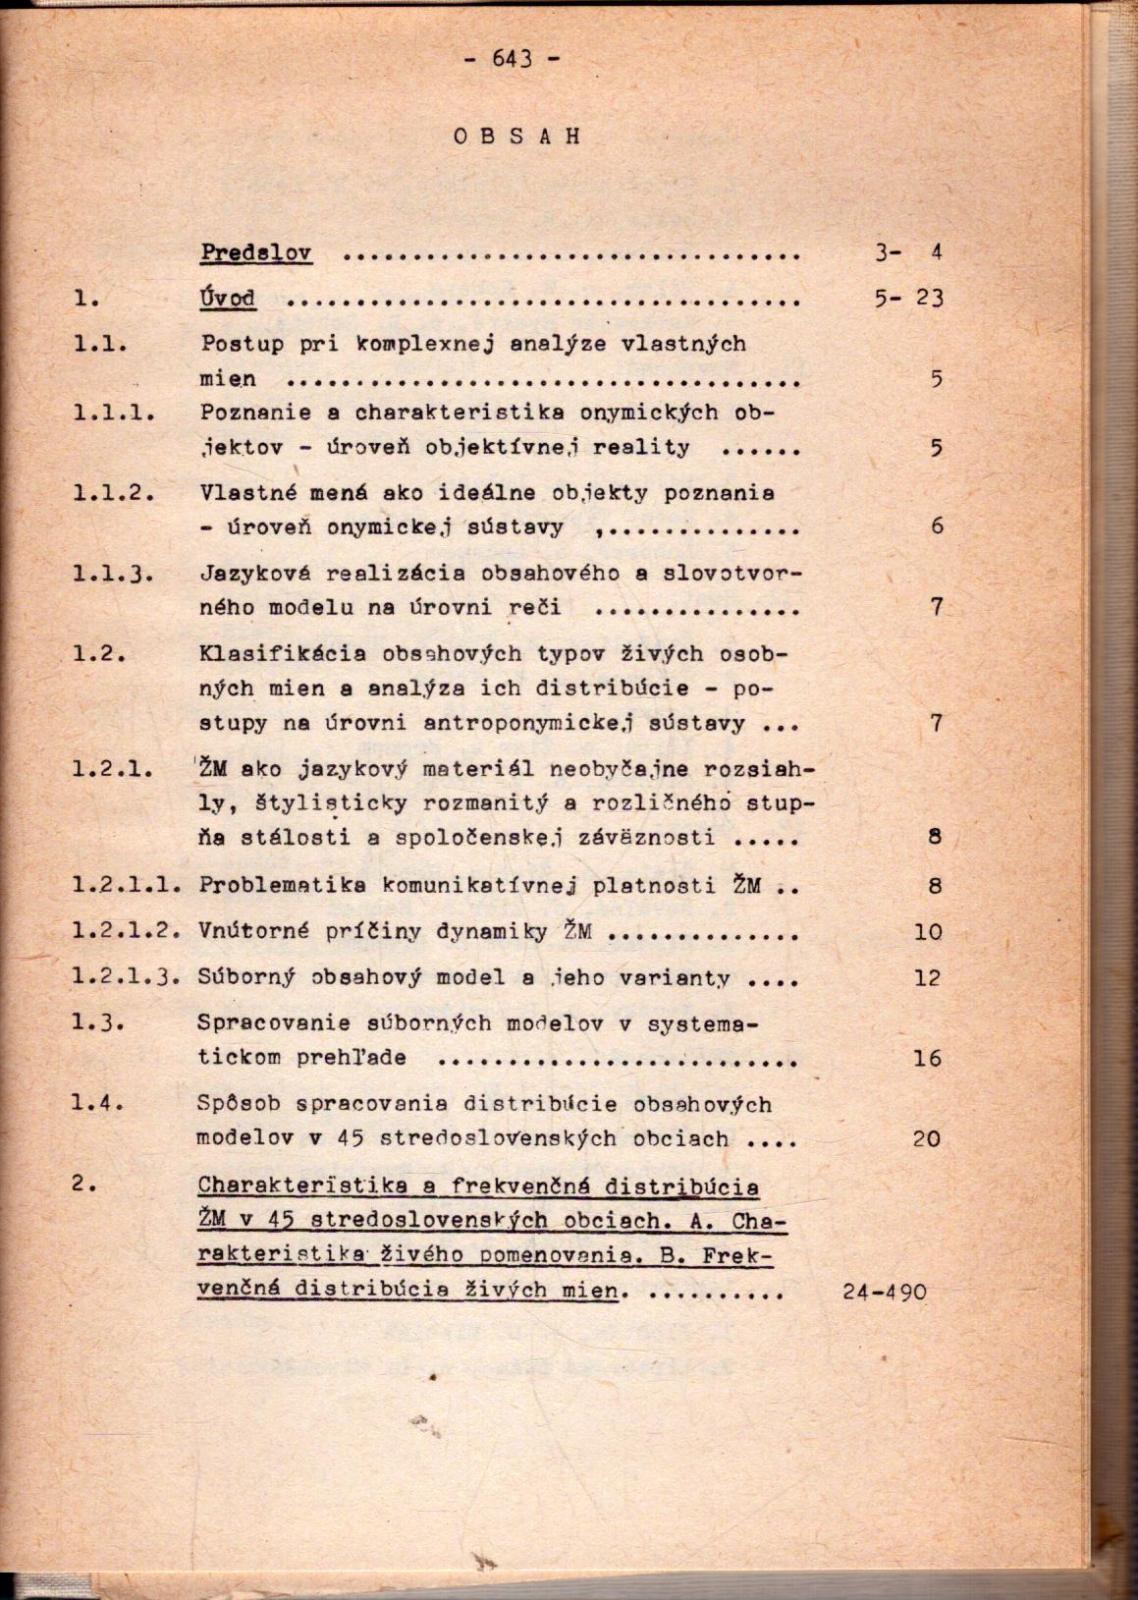 - 643 -
O B S A H
Predslov ................................. 3- 4
1. Úvod ..................................... 5- 23
1.1. Postup pri komplexnej analýze vlastných
mien ..................................... 5
1.1.1. Poznanie a charakteristika onymických ob-
jektov - úroveň objektívnej reality ...... 5
1.1.2. Vlastné mená ako ideálne objekty poznania
- úroveň onymickej sústavy ,.............. 6
1.1.3. Jazyková realizácia obsahového a slovotvor-
ného modelu na úrovni reči ............... 7
1.2. Klasifikácia obsahových typov živých osob-
ných mien a analýza ich distribúcie - po-
stupy na úrovni antroponymickej sústavy ... 7
1.2.1. ŽM ako jazykový materiál neobyčajne rozsiah-
ly, štylisticky rozmanitý a rozličného stup-
ňa stálosti a spoločenskej záväznosti ..... 8
1.2.1.1. Problematika komunikatívnej platnosti ŽM .. 8
1.2.1.2. Vnútorné príčiny dynamiky ŽM .............. 10
1.2.1.3. Súborný obsahový model a jeho varianty .... 12
1.3. Spracovanie súborných modelov v systema-
tickom prehľade .......................... 16
1.4. Spôsob spracovania distribúcie obsahových
modelov v 45 stredoslovenských obciach .... 20
2. Charakteristika a frekvenčná distribúcia
ŽM v 45 stredoslovenských obciach. A. Cha-
rakteristika živého pomenovania. B. Frek-
venčná distribúcia živých mien. .......... 24-490